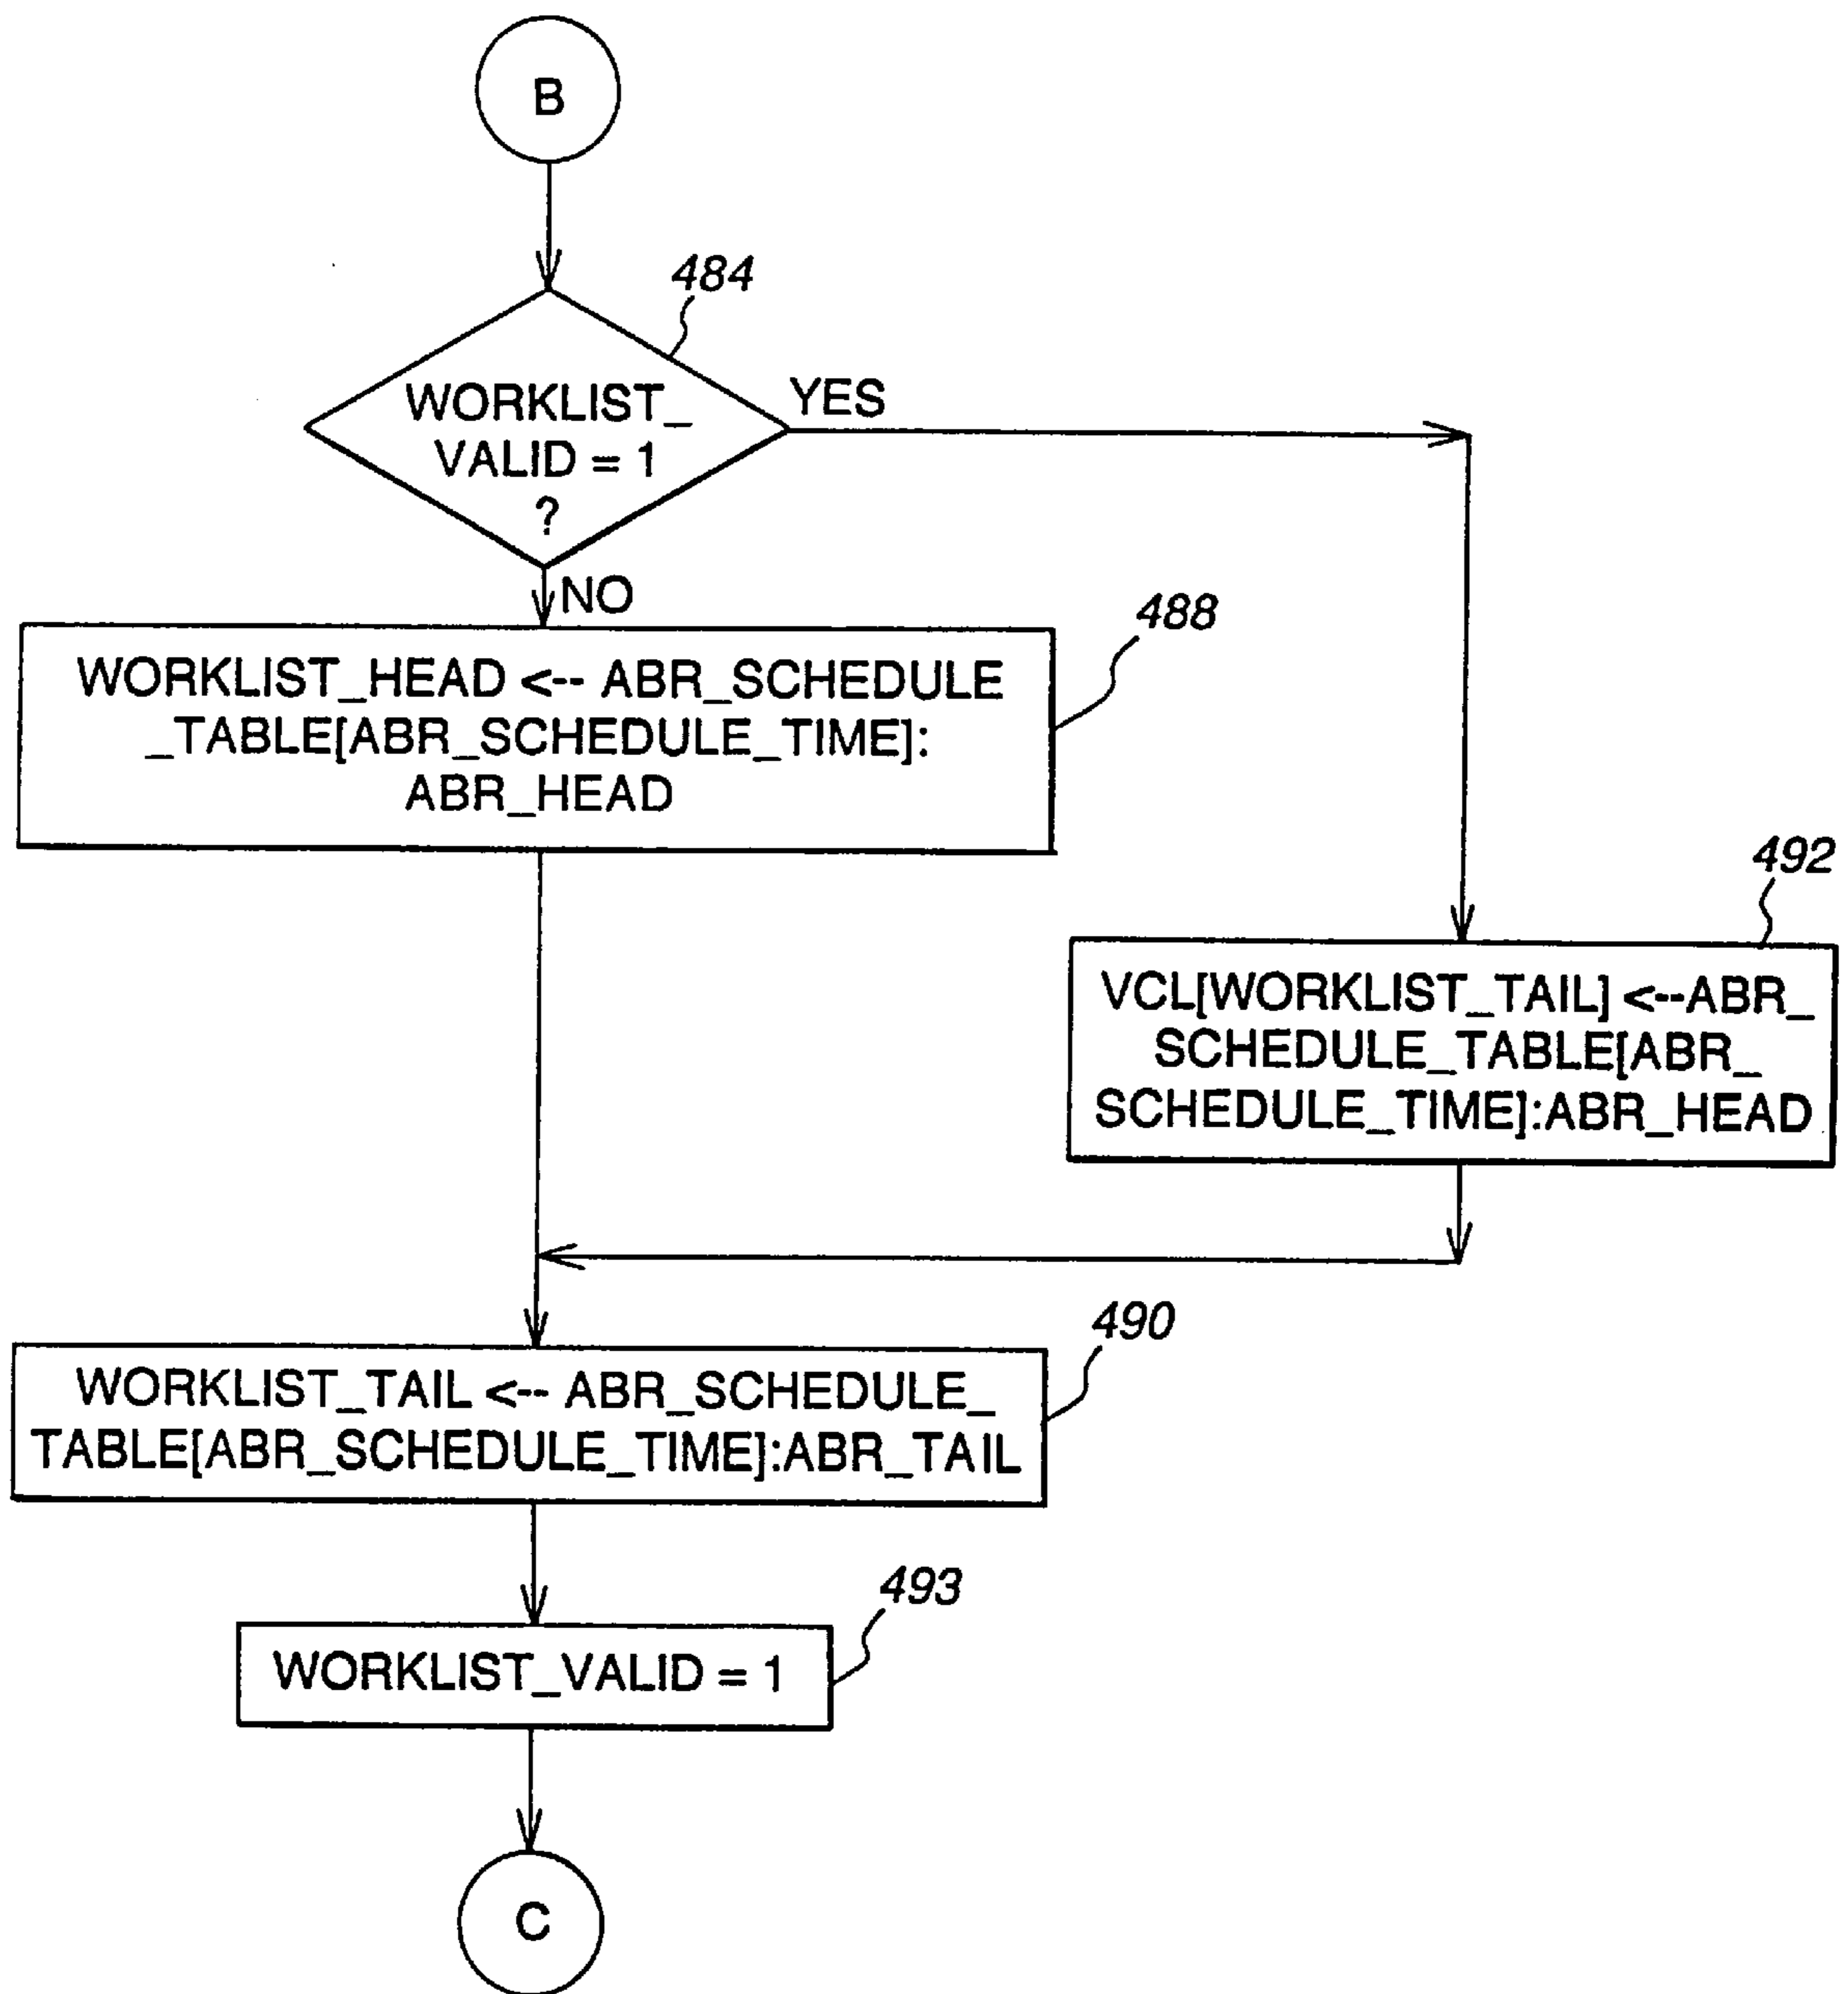 B
484
WORKLIST_
VALID = 1
?
YES
NO
488
WORKLIST_HEAD <-- ABR_SCHEDULE
_TABLE[ABR_SCHEDULE_TIME]:
ABR_HEAD
492
VCL[WORKLIST_TAIL] <--ABR_
SCHEDULE_TABLE[ABR_
SCHEDULE_TIME]:ABR_HEAD
490
WORKLIST_TAIL <-- ABR_SCHEDULE_
TABLE[ABR_SCHEDULE_TIME]:ABR_TAIL
493
WORKLIST_VALID = 1
C